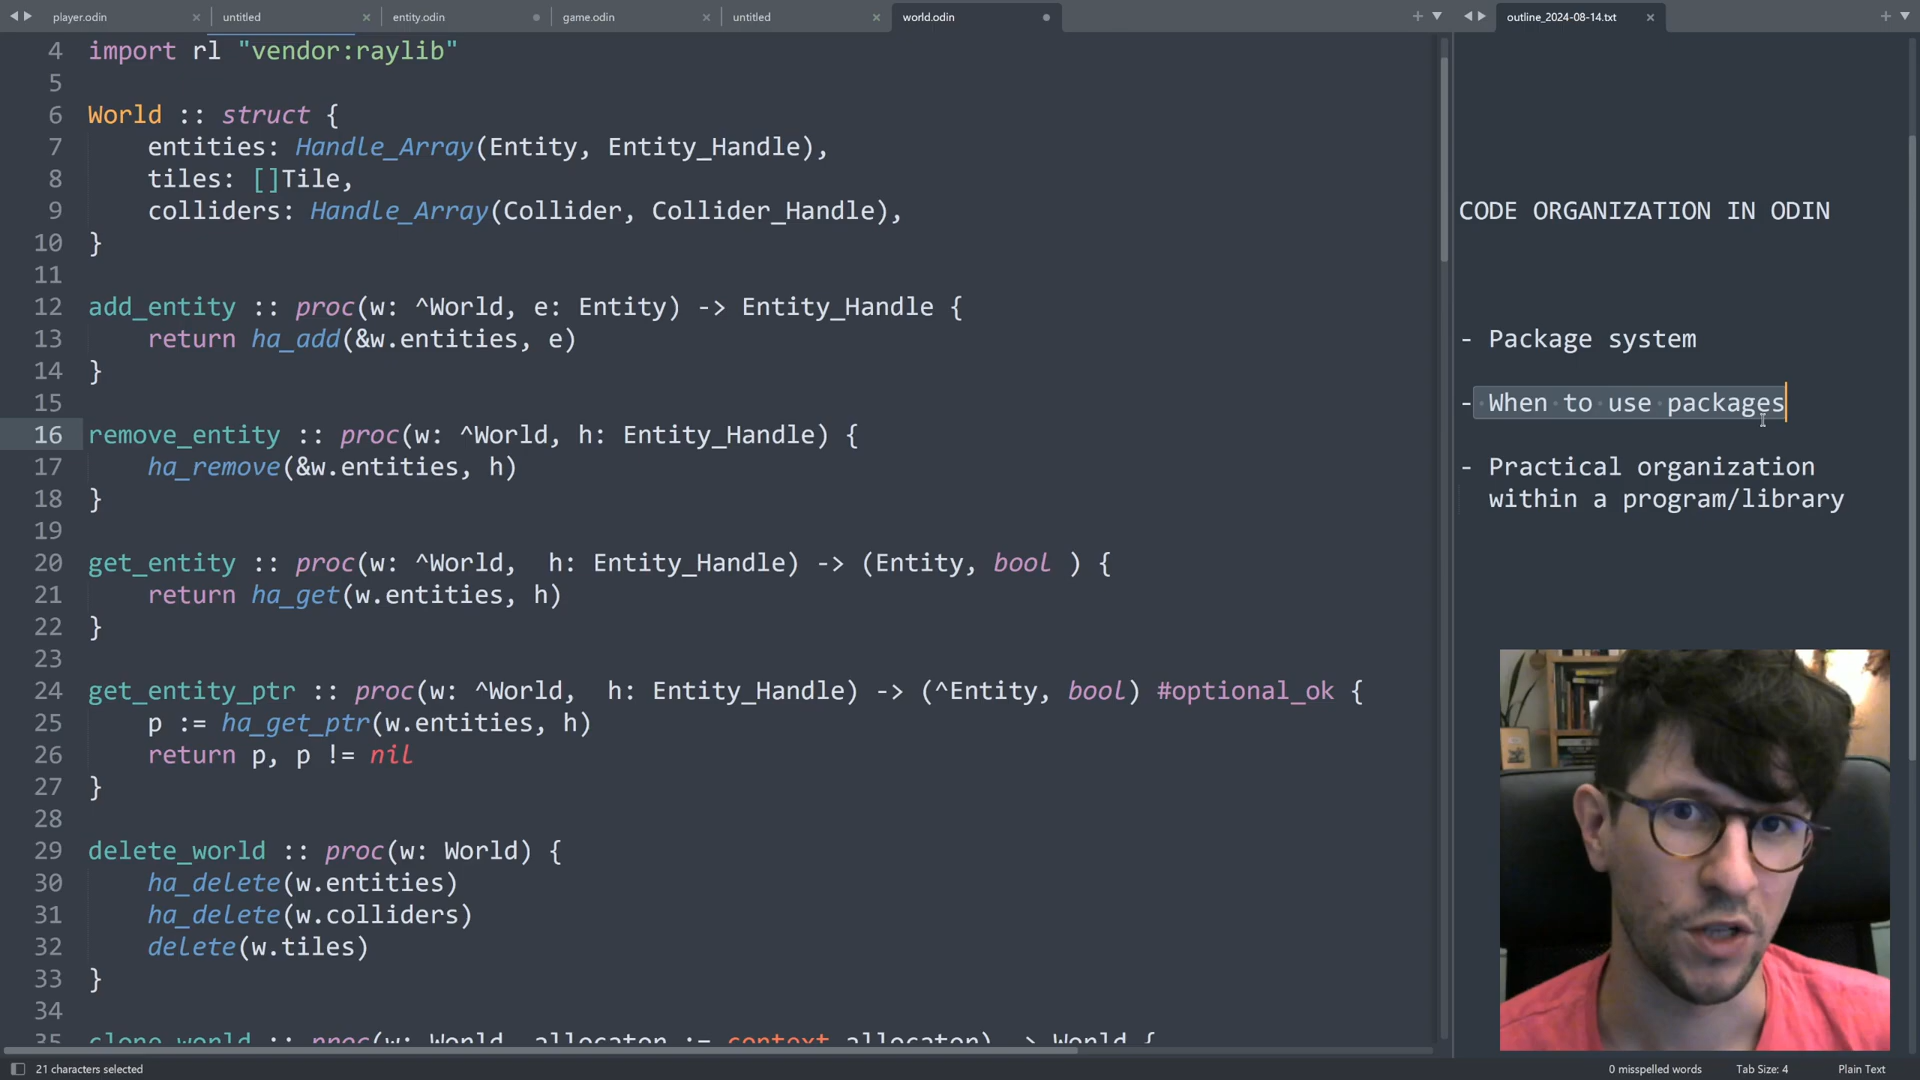 player.odin
untitled
entity.odin
game.odin
untitled
world.odin
outline_2024-08-14.txt
4 import rl "vendor:raylib"
5
6 World :: struct {
7 entities: Handle_Array(Entity, Entity_Handle),
8 tiles: []Tile,
9 colliders: Handle_Array(Collider, Collider_Handle),
10 }
11
12 add_entity :: proc(w: ^World, e: Entity) -> Entity_Handle {
13 return ha_add(&w.entities, e)
14 }
15
16 remove_entity :: proc(w: ^World, h: Entity_Handle) {
17 ha_remove(&w.entities, h)
18 }
19
20 get_entity :: proc(w: ^World,  h: Entity_Handle) -> (Entity, bool ) {
21 return ha_get(w.entities, h)
22 }
23
24 get_entity_ptr :: proc(w: ^World,  h: Entity_Handle) -> (^Entity, bool) #optional_ok {
25 p := ha_get_ptr(w.entities, h)
26 return p, p != nil
27 }
28
29 delete_world :: proc(w: World) {
30 ha_delete(w.entities)
31 ha_delete(w.colliders)
32 delete(w.tiles)
33 }
34
35 clone_world :: proc(w: World, allocator := context.allocator) -> World {
CODE ORGANIZATION IN ODIN
- Package system
- When to use packages
- Practical organization
within a program/library
21 characters selected
0 misspelled words
Tab Size: 4
Plain Text